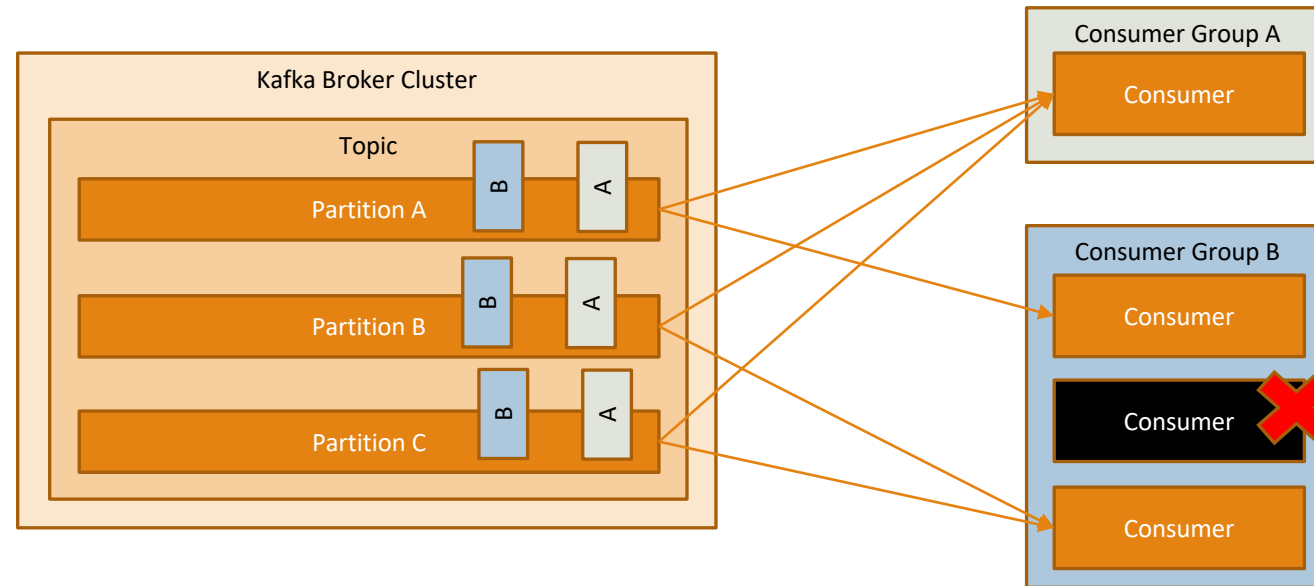 Kafka Broker Cluster
Topic
B
A
Partition A
B
A
Partition B
B
A
Partition C
Consumer Group A
Consumer
Consumer Group B
Consumer
Consumer
Consumer